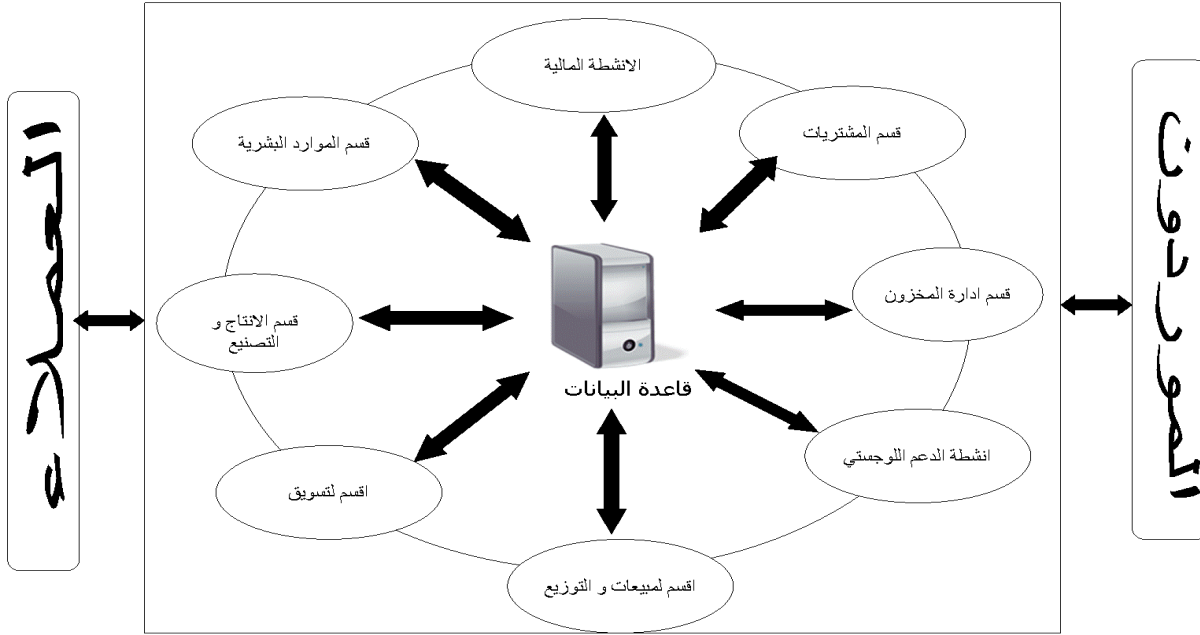 الانشطة المالية
قسم المشتريات
قسم الموارد البشرية
الموردون
قسم ادارة المخزون
قسم الانتاج و
التصنيع
العملاء
قاعدة البيانات
انشطة الدعم اللوجستي
اقسم لتسويق
اقسم لمبيعات و التوزيع